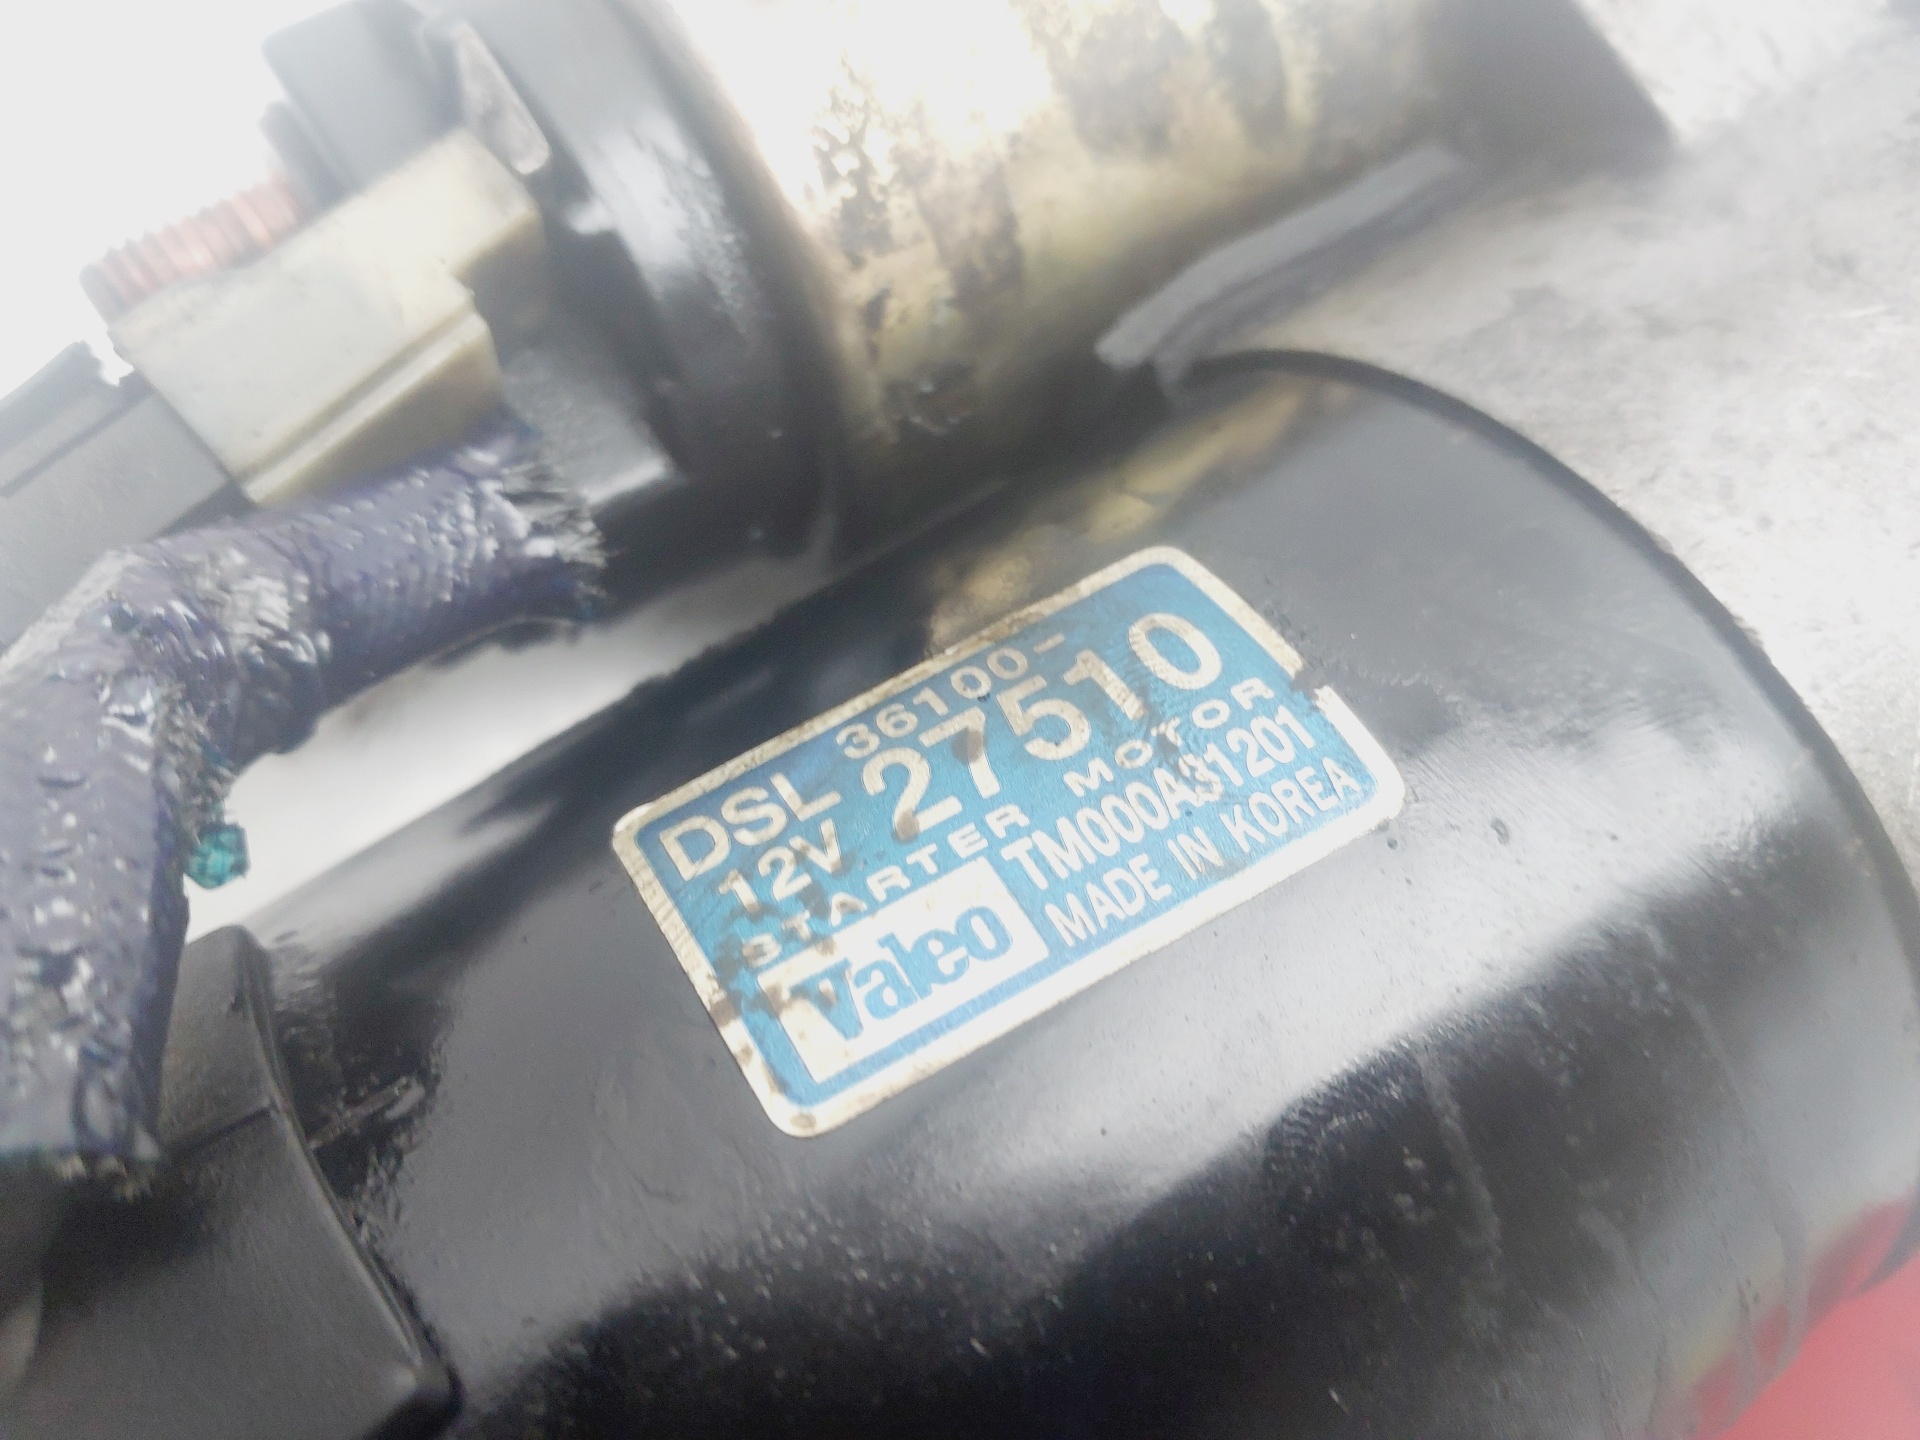 DSL 36100-
12V 27510
STARTER MOTOR
Valeo TM000A31201
MADE IN KOREA